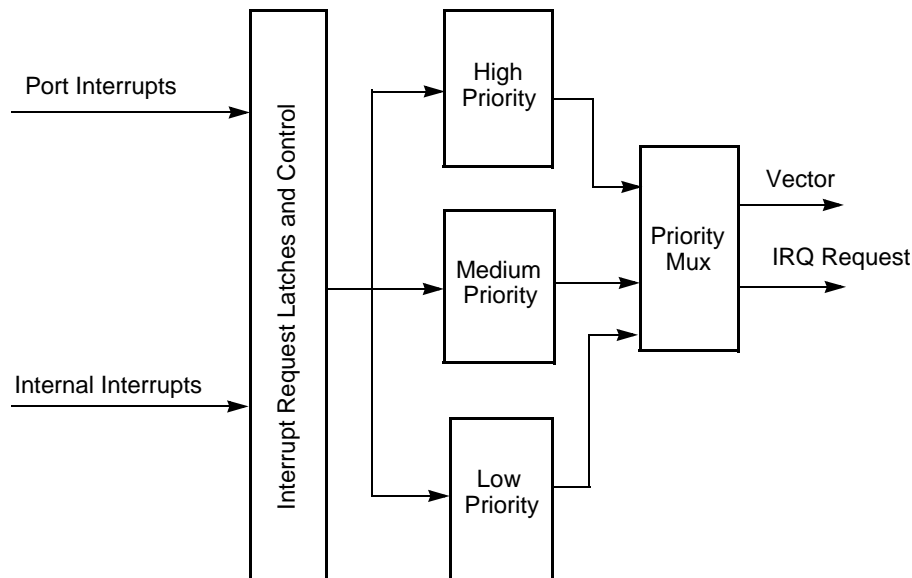 Port Interrupts
Internal Interrupts
Interrupt Request Latches and Control
High
Priority
Medium
Priority
Low
Priority
Priority
Mux
Vector
IRQ Request